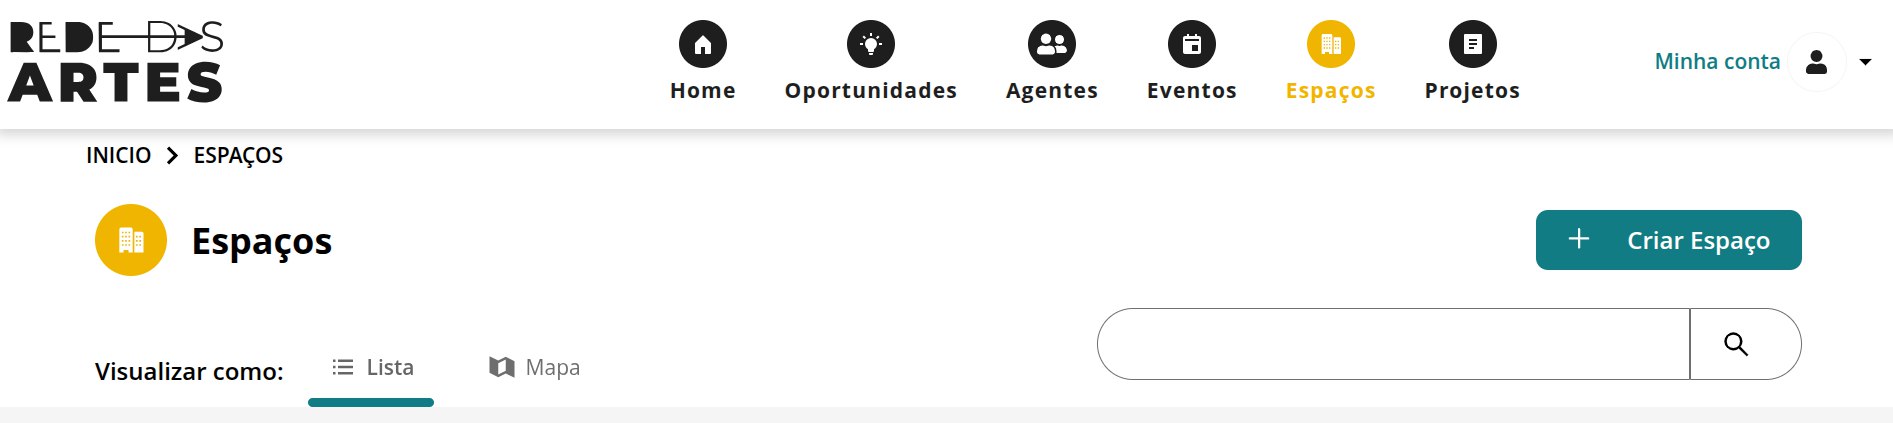 REDE DAS
ARTES
Home
Oportunidades
Agentes
Eventos
Espaços
Projetos
Minha conta
INICIO
ESPAÇOS
Espaços
Criar Espaço
Visualizar como:
Lista
Mapa